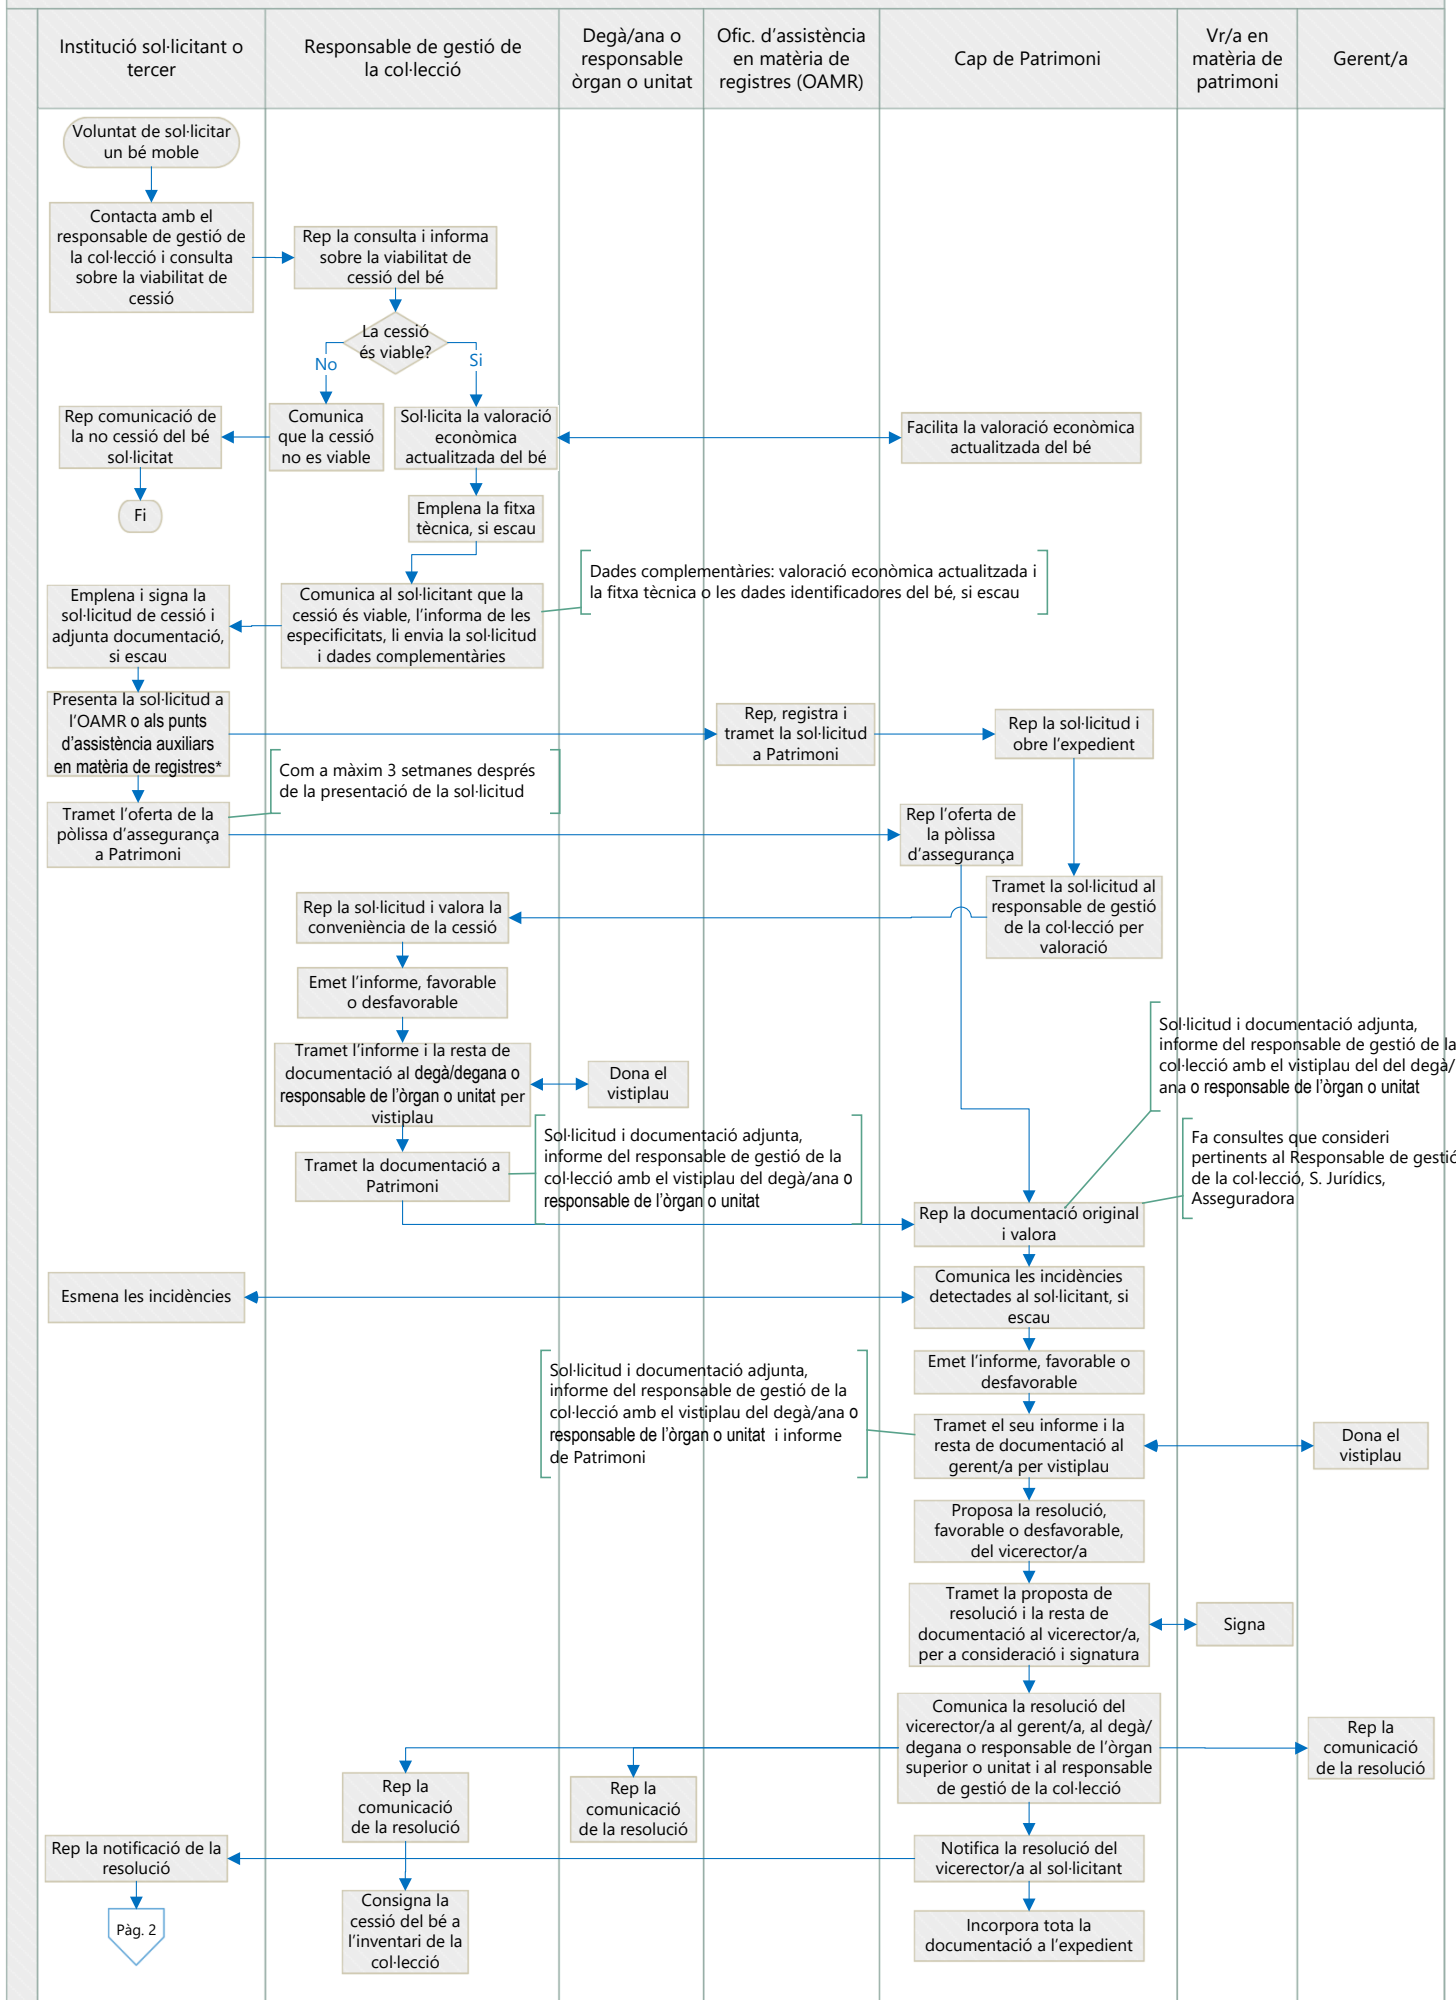 Institució sol·licitant o
tercer
Responsable de gestió de
la col·lecció
Degà/ana o
responsable
òrgan o unitat
Ofic. d'assistència
en matèria de
registres (OAMR)
Cap de Patrimoni
Vr/a en
matèria de
patrimoni
Gerent/a
Voluntat de sol·licitar
un bé moble
Contacta amb el
responsable de gestió de
la col·lecció i consulta
sobre la viabilitat de
cessió
Rep la consulta i informa
sobre la viabilitat de
cessió del bé
La cessió
és viable?
No
Si
Rep comunicació de
la no cessió del bé
sol·licitat
Comunica
que la cessió
no es viable
Sol·licita la valoració
econòmica
actualitzada del bé
Facilita la valoració econòmica
actualitzada del bé
Fi
Emplena la fitxa
tècnica, si escau
Dades complementàries: valoració econòmica actualitzada i
la fitxa tècnica o les dades identificadores del bé, si escau
Emplena i signa la
sol·licitud de cessió i
adjunta documentació,
si escau
Comunica al sol·licitant que la
cessió és viable, l'informa de les
especificitats, li envia la sol·licitud
i dades complementàries
Presenta la sol·licitud a
l'OAMR o als punts
d'assistència auxiliars
en matèria de registres*
Rep, registra i
tramet la sol·licitud
a Patrimoni
Rep la sol·licitud i
obre l'expedient
Com a màxim 3 setmanes després
de la presentació de la sol·licitud
Tramet l'oferta de la
pòlissa d'assegurança
a Patrimoni
Rep l'oferta de
la pòlissa
d'assegurança
Tramet la sol·licitud al
responsable de gestió
de la col·lecció per
valoració
Rep la sol·licitud i valora la
conveniència de la cessió
Emet l'informe, favorable
o desfavorable
Tramet l'informe i la resta de
documentació al degà/degana o
responsable de l'òrgan o unitat per
vistiplau
Dona el
vistiplau
Sol·licitud i documentació adjunta,
informe del responsable de gestió de la
col·lecció amb el vistiplau del del degà/
ana o responsable de l'òrgan o unitat
Tramet la documentació a
Patrimoni
Sol·licitud i documentació adjunta,
informe del responsable de gestió de la
col·lecció amb el vistiplau del degà/ana o
responsable de l'òrgan o unitat
Fa consultes que consideri
pertinents al Responsable de gestió
de la col·lecció, S. Jurídics,
Asseguradora
Rep la documentació original
i valora
Esmena les incidències
Comunica les incidències
detectades al sol·licitant, si
escau
Emet l'informe, favorable o
desfavorable
Sol·licitud i documentació adjunta,
informe del responsable de gestió de la
col·lecció amb el vistiplau del degà/ana o
responsable de l'òrgan o unitat i informe
de Patrimoni
Tramet el seu informe i la
resta de documentació al
gerent/a per vistiplau
Dona el
vistiplau
Proposa la resolució,
favorable o desfavorable,
del vicerector/a
Tramet la proposta de
resolució i la resta de
documentació al vicerector/a,
per a consideració i signatura
Signa
Comunica la resolució del
vicerector/a al gerent/a, al degà/
degana o responsable de l'òrgan
superior o unitat i al responsable
de gestió de la col·lecció
Rep la
comunicació
de la resolució
Rep la
comunicació
de la resolució
Rep la
comunicació
de la resolució
Rep la notificació de la
resolució
Notifica la resolució del
vicerector/a al sol·licitant
Pàg. 2
Consigna la
cessió del bé a
l'inventari de la
col·lecció
Incorpora tota la
documentació a l'expedient